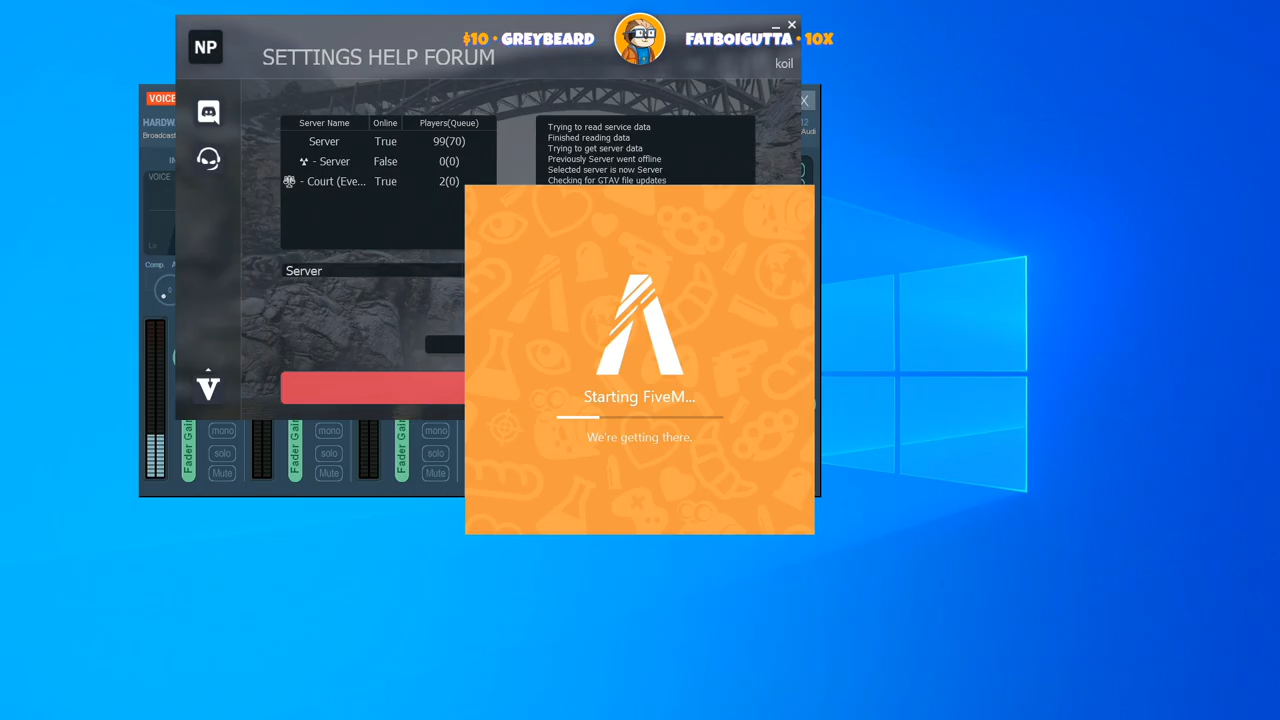 $10 • GREYBEARD
FATBOIGUTTA • 10X
NP
SETTINGS HELP FORUM
koil
VOICE
X
HARDW
Broadcast
Audi
VOICE
Lo
Comp.
Server Name Online Players(Queue)
Server True 99(70)
- Server False 0(0)
- Court (Eve... True 2(0)
Trying to read service data
Finished reading data
Trying to get server data
Previously Server went offline
Selected server is now Server
Checking for GTAV file updates
Server
V
Starting FiveM...
We're getting there.
Fader Gain
mono
solo
Mute
Fader Gain
mono
solo
Mute
Fader Gain
mono
solo
Mute